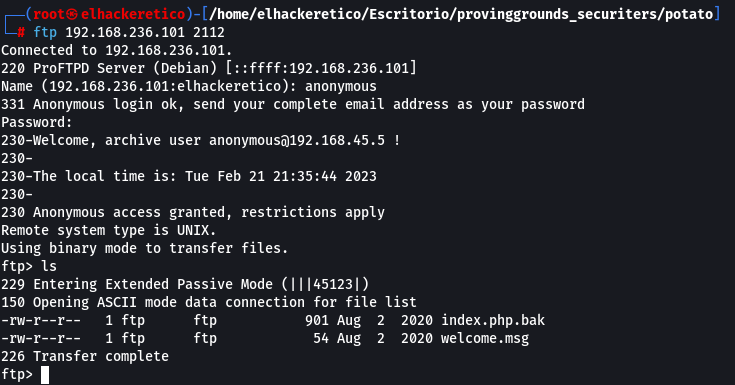 ┌──(root㉿elhackeretico)-[/home/elhackeretico/Escritorio/provinggrounds_securiters/potato]
└─# ftp 192.168.236.101 2112
Connected to 192.168.236.101.
220 ProFTPD Server (Debian) [::ffff:192.168.236.101]
Name (192.168.236.101:elhackeretico): anonymous
331 Anonymous login ok, send your complete email address as your password
Password:
230-Welcome, archive user anonymous@192.168.45.5 !
230-
230-The local time is: Tue Feb 21 21:35:44 2023
230-
230 Anonymous access granted, restrictions apply
Remote system type is UNIX.
Using binary mode to transfer files.
ftp> ls
229 Entering Extended Passive Mode (|||45123|)
150 Opening ASCII mode data connection for file list
-rw-r--r--   1 ftp      ftp           901 Aug  2  2020 index.php.bak
-rw-r--r--   1 ftp      ftp            54 Aug  2  2020 welcome.msg
226 Transfer complete
ftp>